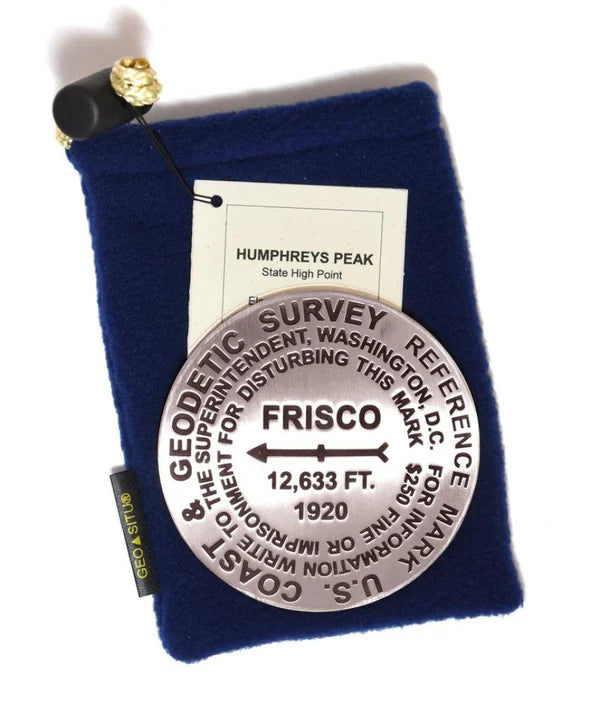 HUMPHREYS PEAK
State High Point
U.S. COAST & GEODETIC SURVEY REFERENCE MARK
FOR INFORMATION WRITE TO THE SUPERINTENDENT, WASHINGTON, D.C.
$250 FINE OR IMPRISONMENT FOR DISTURBING THIS MARK
FRISCO
12,633 FT.
1920
GEO▲SITU®